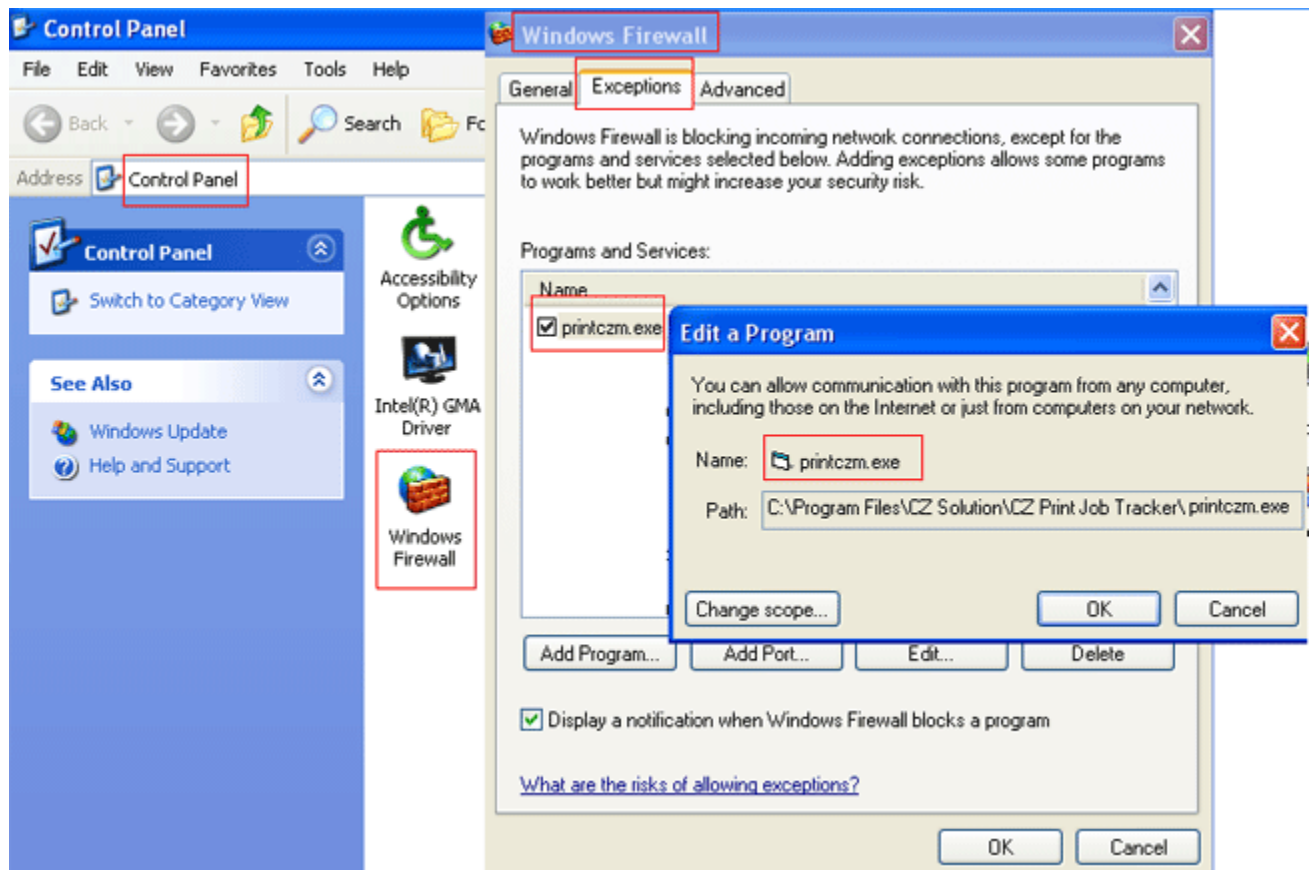 Control Panel
File Edit View Favorites Tools Help
Back Search Fo
Address Control Panel
Control Panel
Switch to Category View
See Also
Windows Update
Help and Support
Accessibility
Options
Intel(R) GMA
Driver
Windows
Firewall
Windows Firewall
General Exceptions Advanced
Windows Firewall is blocking incoming network connections, except for the
programs and services selected below. Adding exceptions allows some programs
to work better but might increase your security risk.
Programs and Services:
Name
printczm.exe
Edit a Program
You can allow communication with this program from any computer,
including those on the Internet or just from computers on your network.
Name: printczm.exe
Path: C:\Program Files\CZ Solution\CZ Print Job Tracker\printczm.exe
Change scope... OK Cancel
Add Program... Add Port... Edit... Delete
Display a notification when Windows Firewall blocks a program
What are the risks of allowing exceptions?
OK Cancel